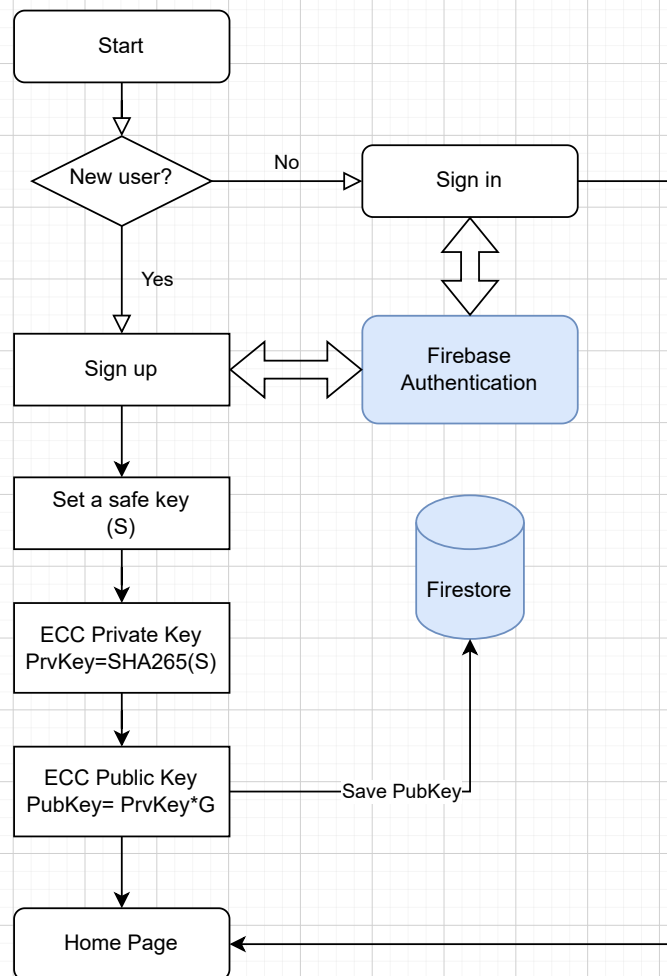 Start
New user?
No
Sign in
Yes
Sign up
Firebase
Authentication
Set a safe key
(S)
Firestore
ECC Private Key
PrvKey=SHA265(S)
ECC Public Key
PubKey= PrvKey*G
Save PubKey
Home Page